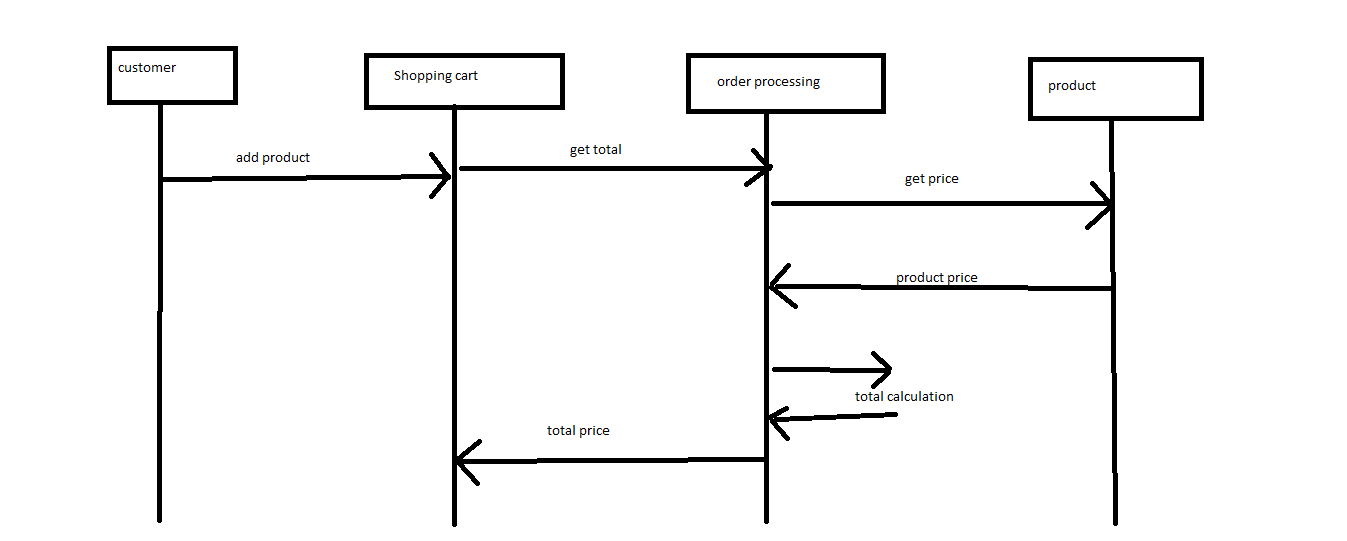 customer
Shopping cart
order processing
product
add product
get total
get price
product price
total calculation
total price